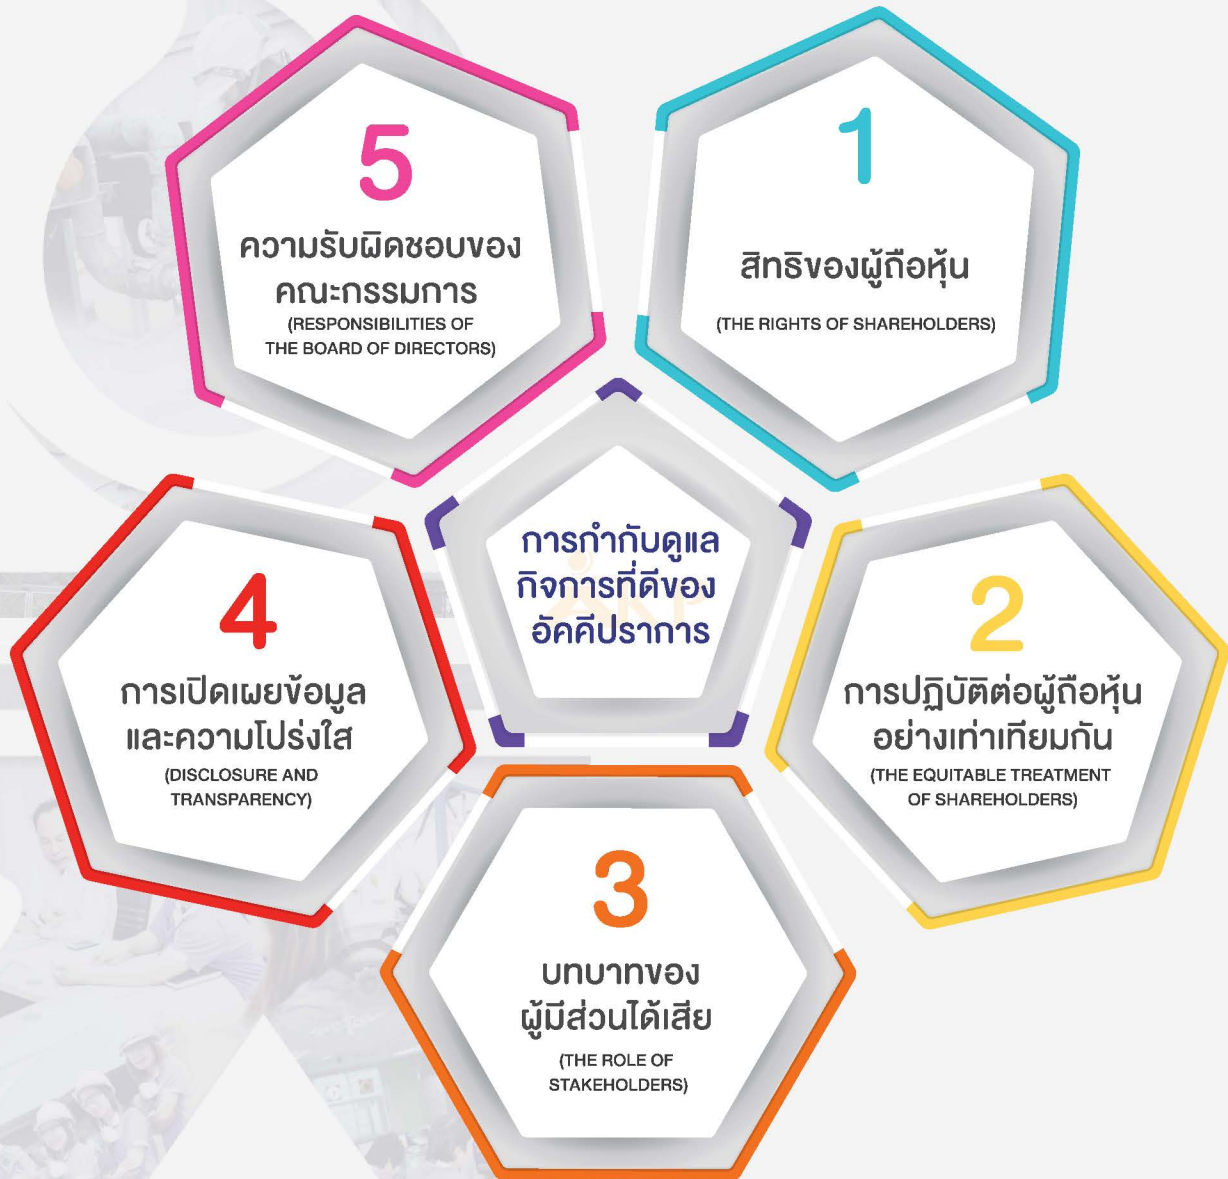 1
สิทธิของผู้ถือหุ้น
(THE RIGHTS OF SHAREHOLDERS)
2
การปฏิบัติต่อผู้ถือหุ้น
อย่างเท่าเทียมกัน
(THE EQUITABLE TREATMENT
OF SHAREHOLDERS)
3
บทบาทของ
ผู้มีส่วนได้เสีย
(THE ROLE OF
STAKEHOLDERS)
4
การเปิดเผยข้อมูล
และความโปร่งใส
(DISCLOSURE AND
TRANSPARENCY)
5
ความรับผิดชอบของ
คณะกรรมการ
(RESPONSIBILITIES OF
THE BOARD OF DIRECTORS)
การกำกับดูแล
กิจการที่ดีของ
อัคคีปราการ